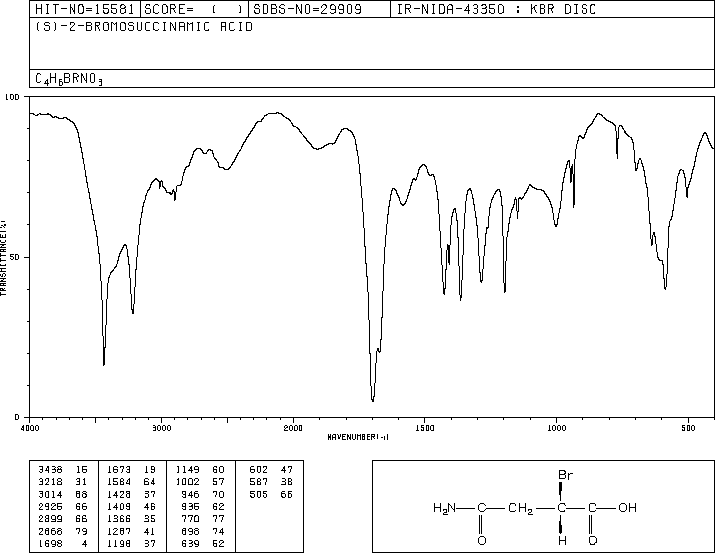 HIT-NO=15581 SCORE= ( ) SDBS-NO=29909 IR-NIDA-43350 : KBR DISC
(S)-2-BROMOSUCCINAMIC ACID
C4H6BRNO3
100
50
0
TRANSMITTANCE(%)
4000 3000 2000 1500 1000 500
WAVENUMBER(-1)
3438 16 1673 19 1149 60 602 47
3218 31 1584 64 1002 57 587 38
3014 68 1428 37 946 70 505 66
2925 66 1409 46 935 62
2899 66 1366 35 770 77
2668 79 1287 41 698 74
1698 4 1198 37 639 52
Br
H2N C CH2 C C OH
O H O